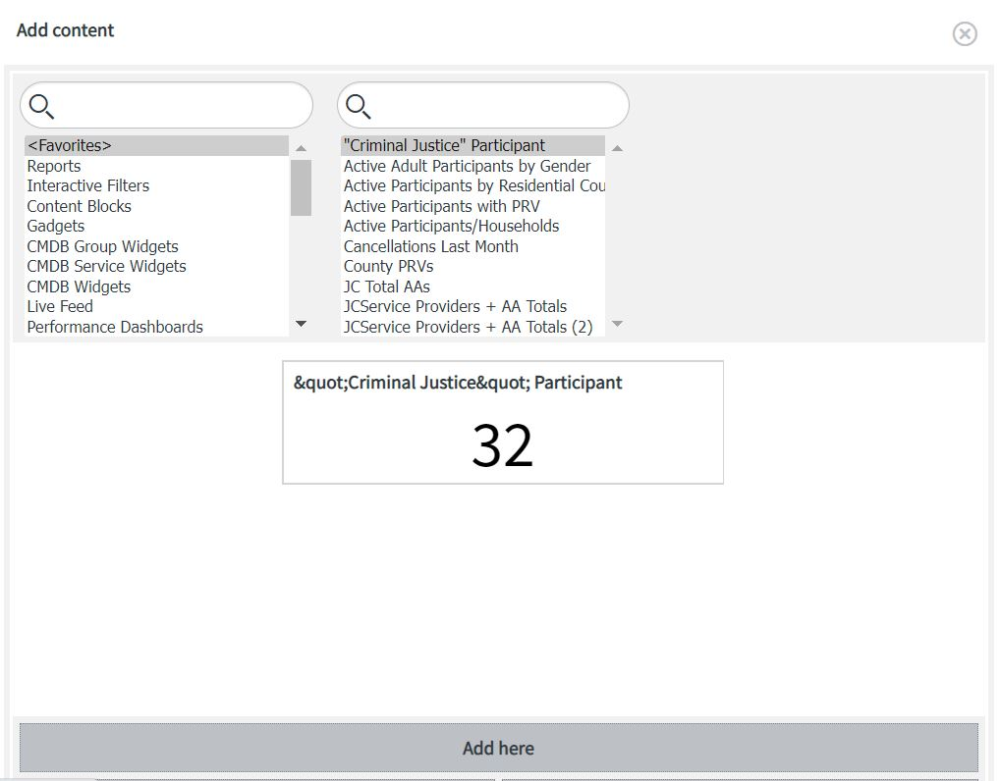 Add content
<Favorites>
Reports
Interactive Filters
Content Blocks
Gadgets
CMDB Group Widgets
CMDB Service Widgets
CMDB Widgets
Live Feed
Performance Dashboards
"Criminal Justice" Participant
Active Adult Participants by Gender
Active Participants by Residential Cou
Active Participants with PRV
Active Participants/Households
Cancellations Last Month
County PRVs
JC Total AAs
JCService Providers + AA Totals
JCService Providers + AA Totals (2)
&quot;Criminal Justice&quot; Participant
32
Add here